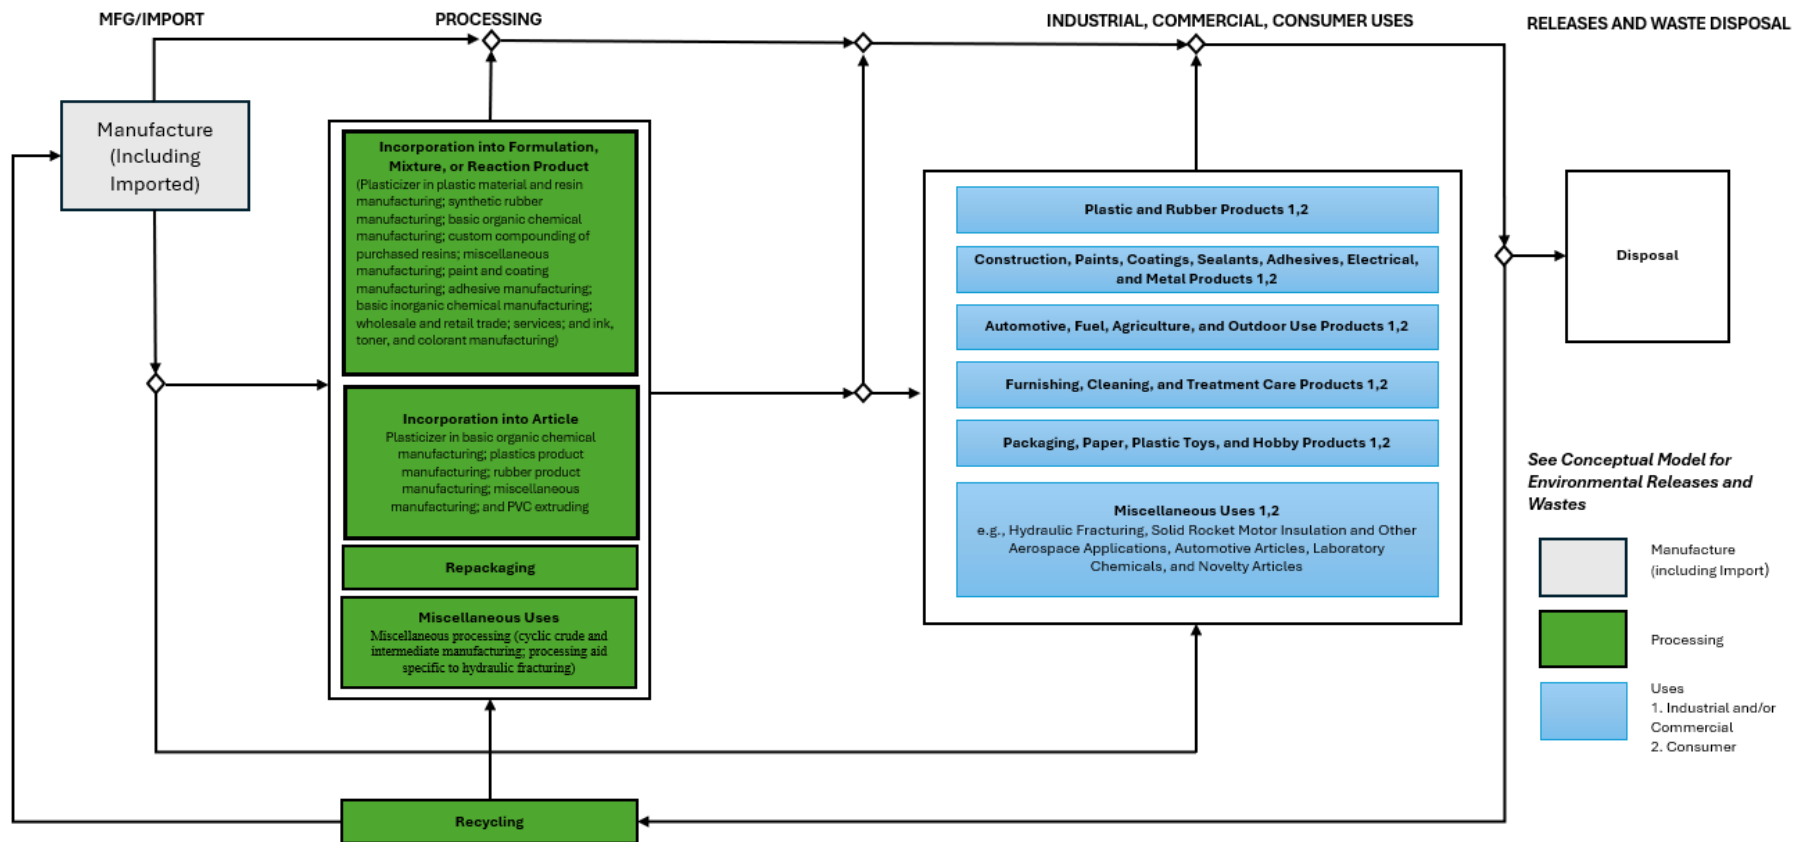 MFG/IMPORT
PROCESSING
INDUSTRIAL, COMMERCIAL, CONSUMER USES
RELEASES AND WASTE DISPOSAL
Manufacture
(Including
Imported)
Incorporation into Formulation,
Mixture, or Reaction Product
(Plasticizer in plastic material and resin
manufacturing; synthetic rubber
manufacturing; basic organic chemical
manufacturing; custom compounding of
purchased resins; miscellaneous
manufacturing; paint and coating
manufacturing; adhesive manufacturing;
basic inorganic chemical manufacturing;
wholesale and retail trade; services; and ink,
toner, and colorant manufacturing)
Incorporation into Article
Plasticizer in basic organic chemical
manufacturing; plastics product
manufacturing; rubber product
manufacturing; miscellaneous
manufacturing; and PVC extruding
Repackaging
Miscellaneous Uses
Miscellaneous processing (cyclic crude and
intermediate manufacturing; processing aid
specific to hydraulic fracturing)
Recycling
Plastic and Rubber Products 1,2
Construction, Paints, Coatings, Sealants, Adhesives, Electrical,
and Metal Products 1,2
Automotive, Fuel, Agriculture, and Outdoor Use Products 1,2
Furnishing, Cleaning, and Treatment Care Products 1,2
Packaging, Paper, Plastic Toys, and Hobby Products 1,2
Miscellaneous Uses 1,2
e.g., Hydraulic Fracturing, Solid Rocket Motor Insulation and Other
Aerospace Applications, Automotive Articles, Laboratory
Chemicals, and Novelty Articles
Disposal
See Conceptual Model for
Environmental Releases and
Wastes
Manufacture
(including Import)
Processing
Uses
1. Industrial and/or
Commercial
2. Consumer